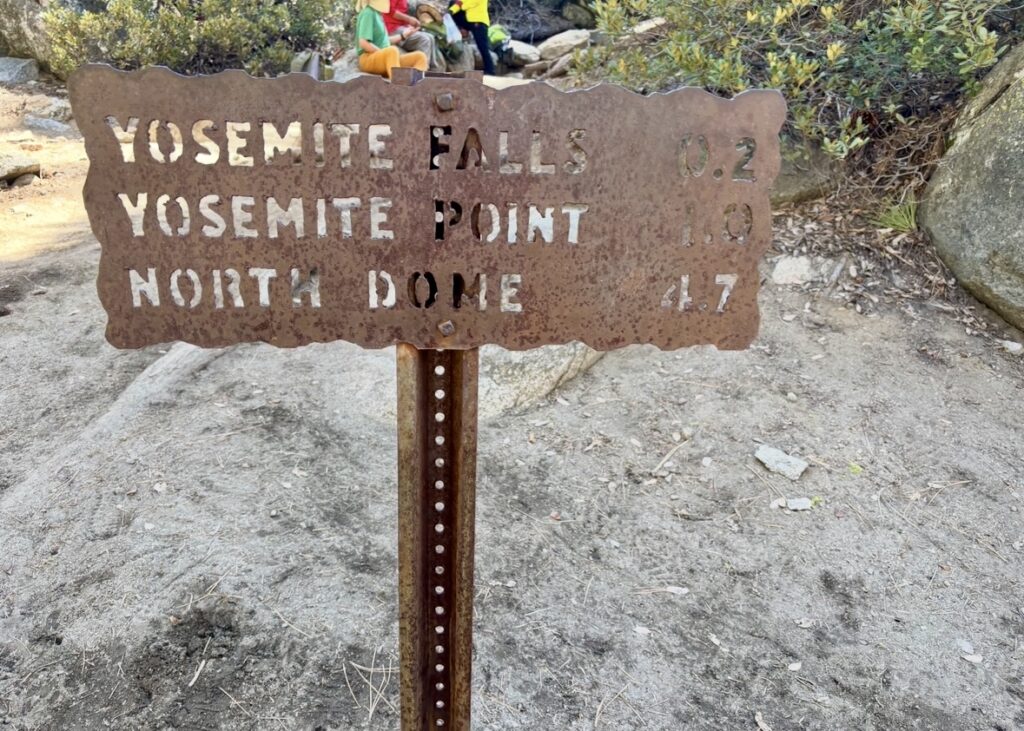 YOSEMITE FALLS 0.2
YOSEMITE POINT 1.0
NORTH DOME 4.7